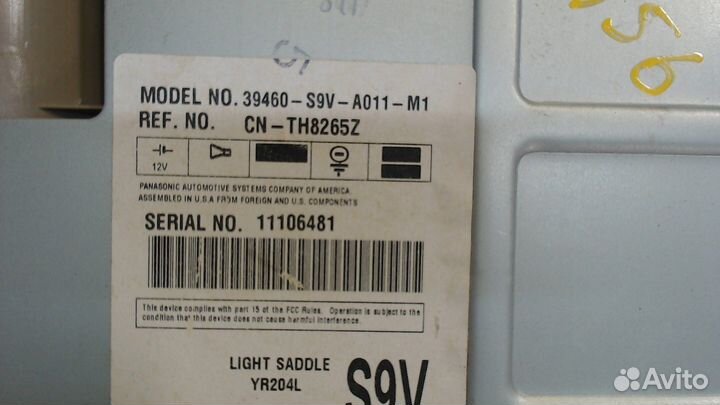 56
MODEL NO. 39460-S9V-A011-M1
REF. NO. CN-TH8265Z
12V
PANASONIC AUTOMOTIVE SYSTEMS COMPANY OF AMERICA
ASSEMBLED IN U.S.A FROM FOREIGN AND U.S. COMPONENTS
SERIAL NO. 11106481
This device complies with part 15 of the FCC Rules. Operation is subject to the
condition that this device does not cause harmful interference.
LIGHT SADDLE
YR204L
S9V
Avito